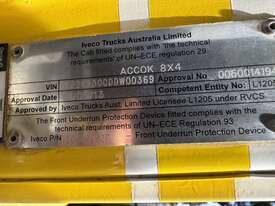 Iveco Trucks Australia Limited
The Cab fitted complies with 'the technical
requirements' of UN-ECE regulation 29
ACCOK 8X4
VIN 0000DW00369 Approval No 0060014194
Approval Date Competent Entity No L1205
Approved by Iveco Trucks Aust Limited Licensee L1205 under RVCS
The Front Underrun Protection Device fitted complies with
the technical requirements of UN-ECE Regulation 93
Iveco P/N - Front Underrun Protection Device